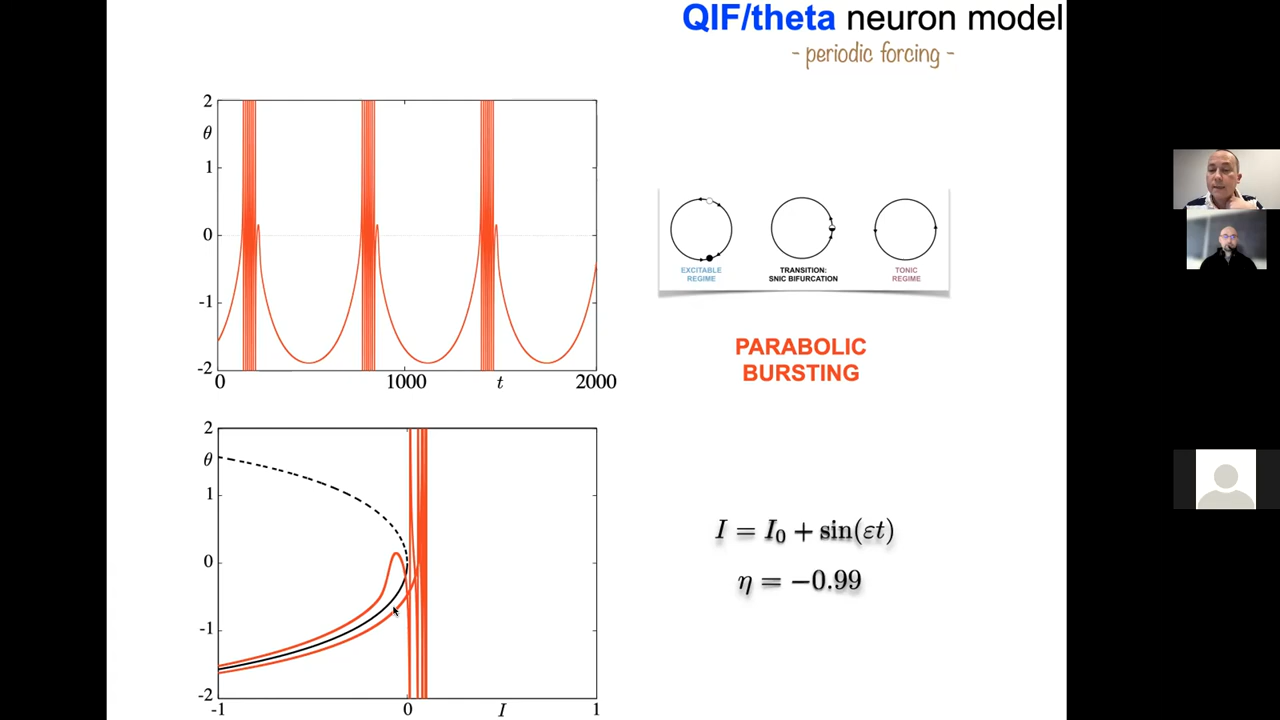 QIF/theta neuron model
- periodic forcing -
2
θ
1
0
-1
-2
0
1000
t
2000
EXCITABLE
REGIME
TRANSITION:
SNIC BIFURCATION
TONIC
REGIME
PARABOLIC
BURSTING
2
θ
1
0
-1
-2
-1
0
I
1
I = I₀ + sin(εt)
η = −0.99